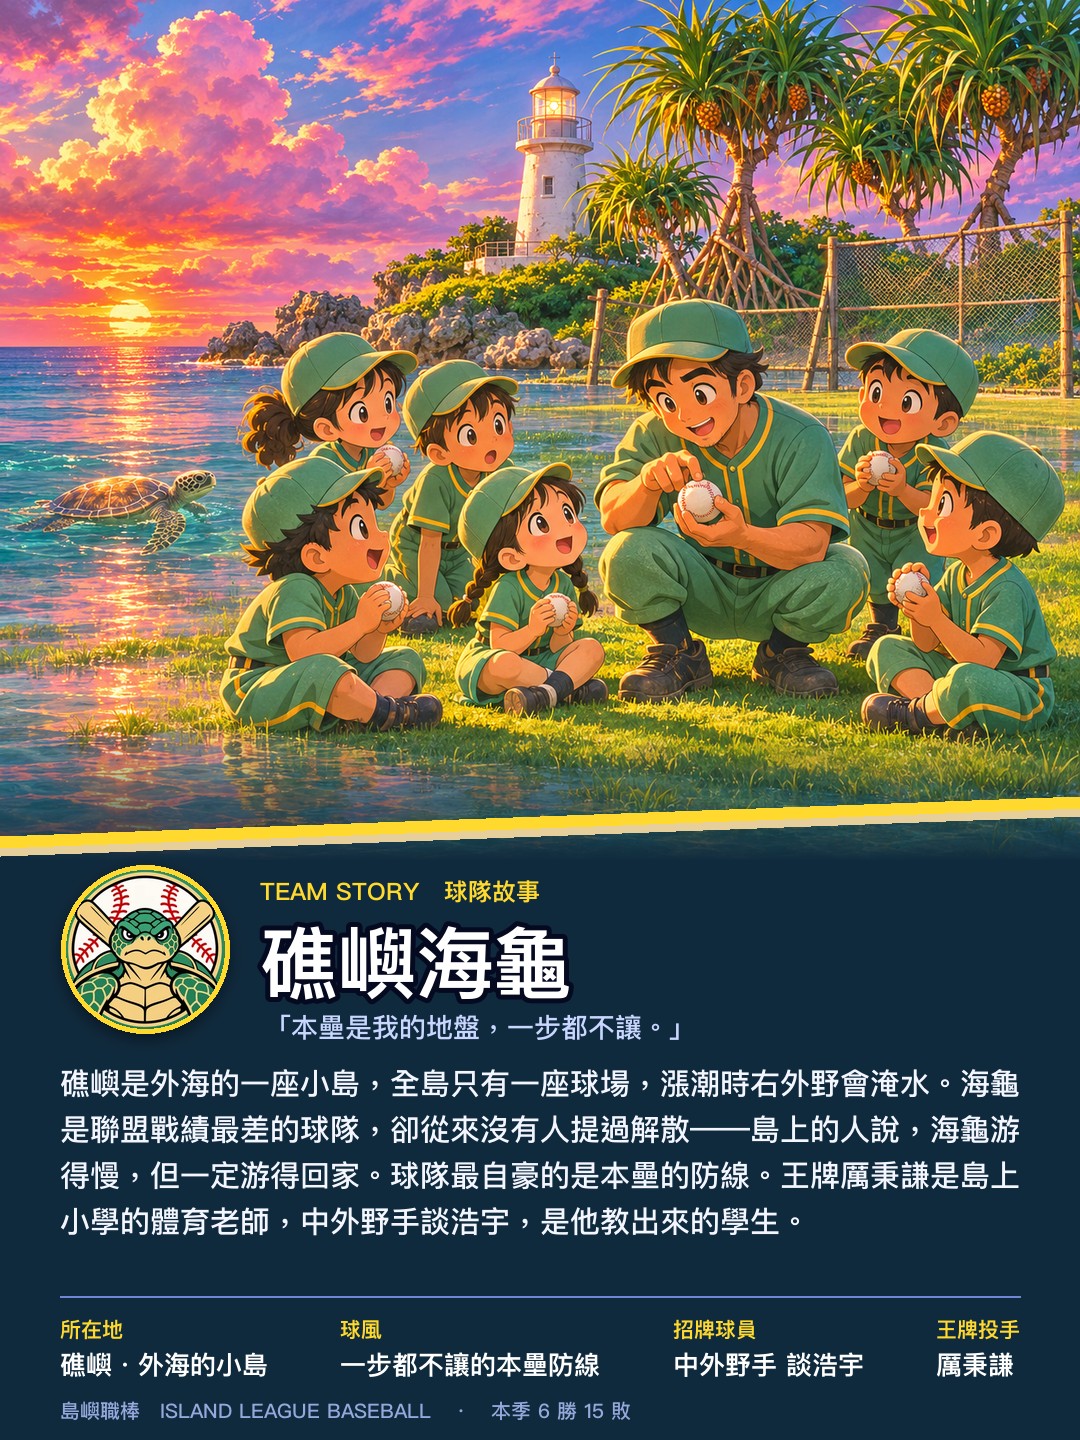 TEAM STORY 球隊故事
礁嶼海龜
「本壘是我的地盤，一步都不讓。」
礁嶼是外海的一座小島，全島只有一座球場，漲潮時右外野會淹水。海龜
是聯盟戰績最差的球隊，卻從來沒有人提過解散——島上的人說，海龜游
得慢，但一定游得回家。球隊最自豪的是本壘的防線。王牌厲秉謙是島上
小學的體育老師，中外野手談浩宇，是他教出來的學生。
所在地 球風 招牌球員 王牌投手
礁嶼・外海的小島 一步都不讓的本壘防線 中外野手 談浩宇 厲秉謙
島嶼職棒 ISLAND LEAGUE BASEBALL · 本季 6 勝 15 敗